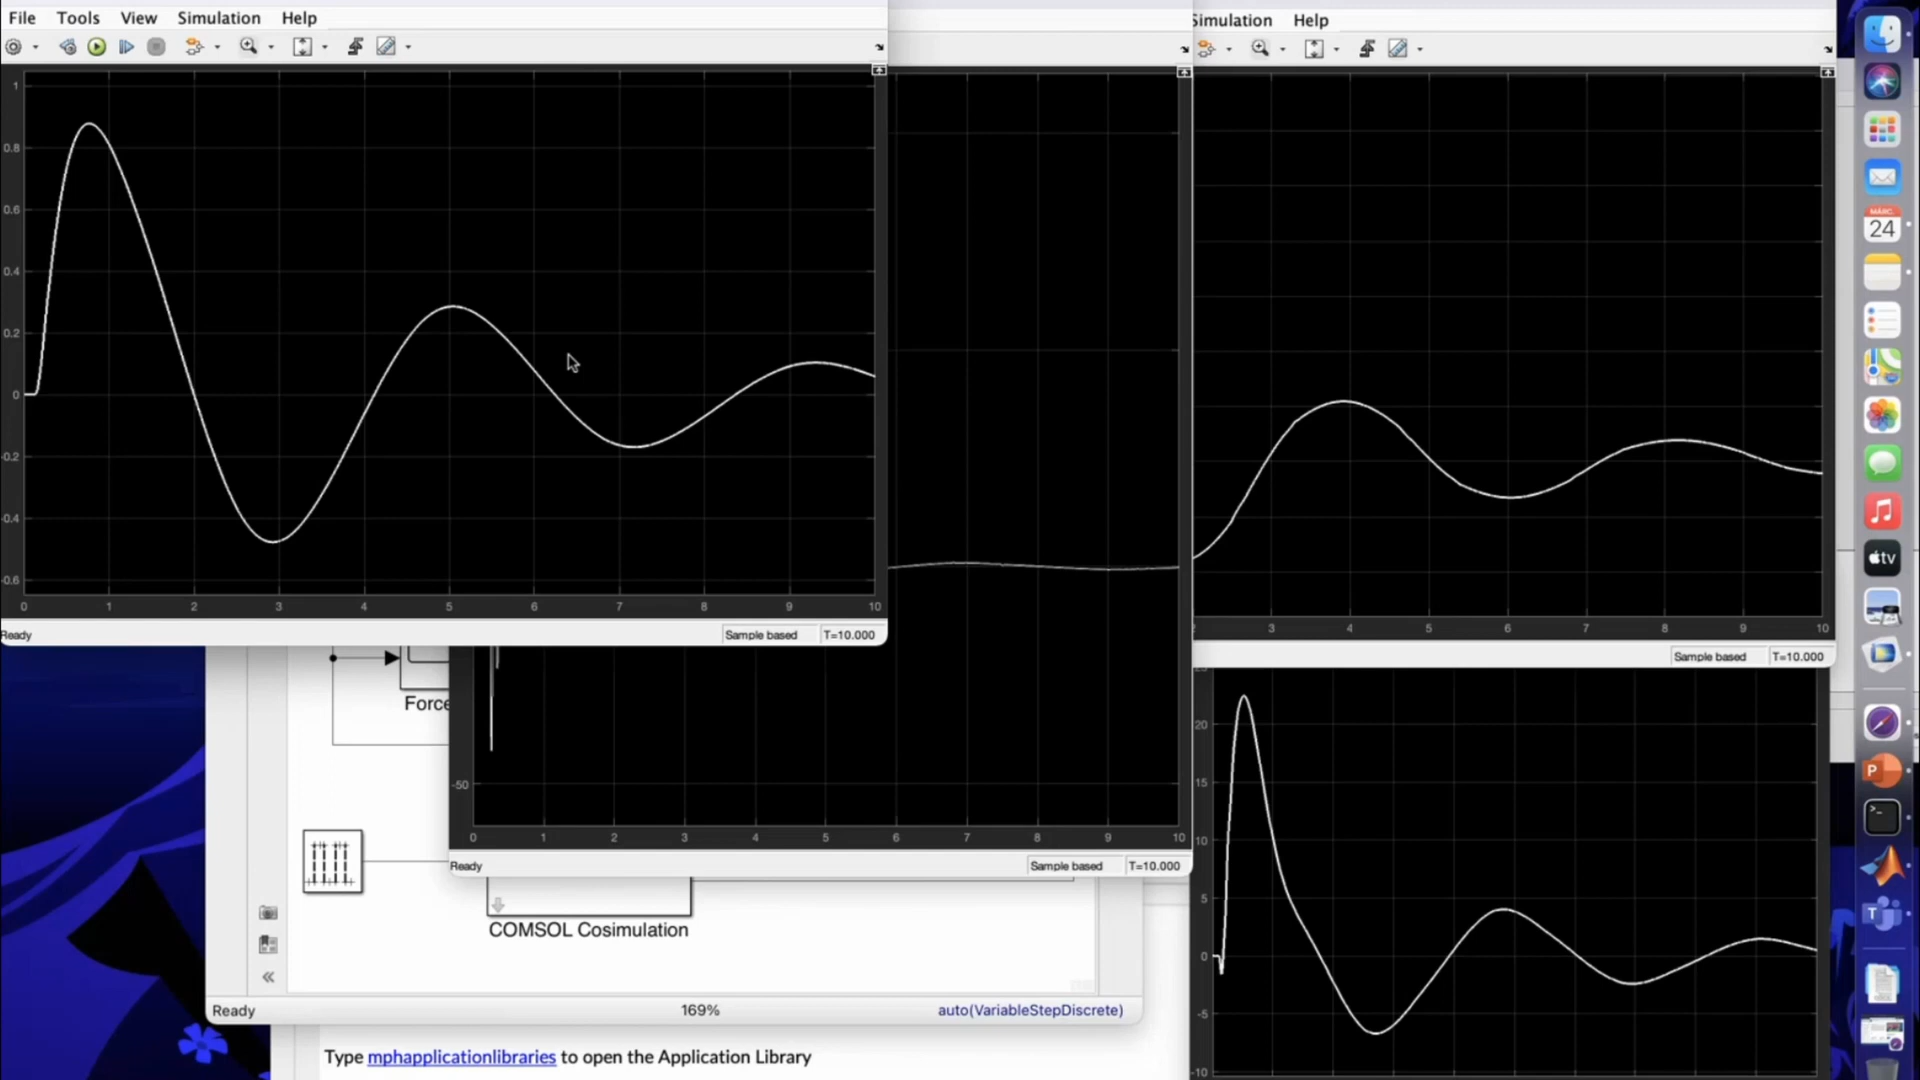 File Tools View Simulation Help
1
0.8
0.6
0.4
0.2
0
-0.2
-0.4
-0.6
0 1 2 3 4 5 6 7 8 9 10
Ready Sample based T=10.000
Simulation Help
3 4 5 6 7 8 9 10
Sample based T=10.000
Force
-50
0 1 2 3 4 5 6 7 8 9 10
Ready Sample based T=10.000
20
15
10
5
0
-5
-10
COMSOL Cosimulation
Ready 169% auto(VariableStepDiscrete)
Type mphapplicationlibraries to open the Application Library
MARC.
24
tv
P
T